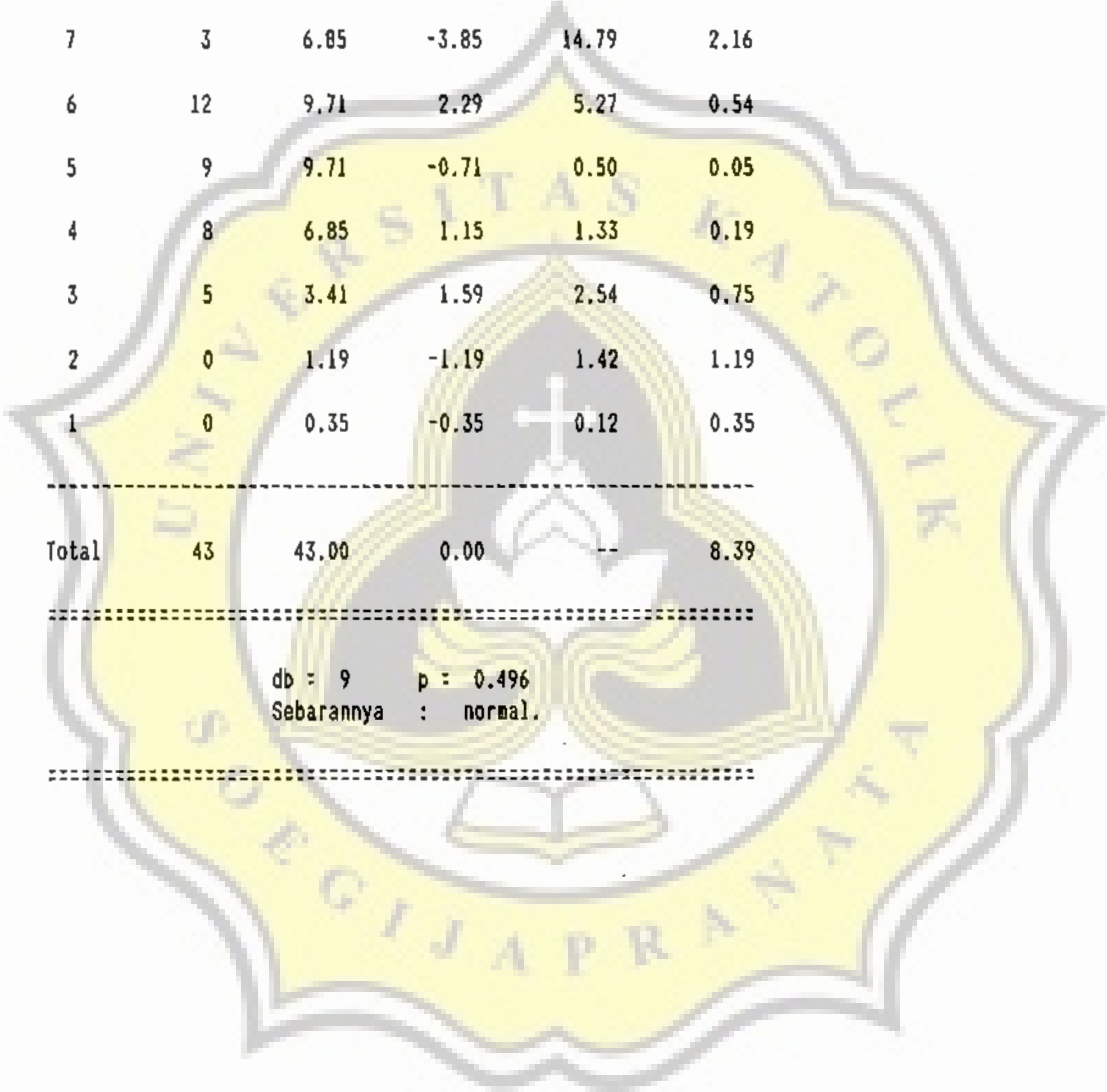 7 3 6.85 -3.85 14.79 2.16
6 12 9.71 2.29 5.27 0.54
5 9 9.71 -0.71 0.50 0.05
4 8 6.85 1.15 1.33 0.19
3 5 3.41 1.59 2.54 0.75
2 0 1.19 -1.19 1.42 1.19
1 0 0.35 -0.35 0.12 0.35
Total 43 43.00 0.00 -- 8.39
db = 9 p = 0.496
Sebarannya : normal.
UNIVERSITAS KATOLIK
SOEGIJAPRANATA